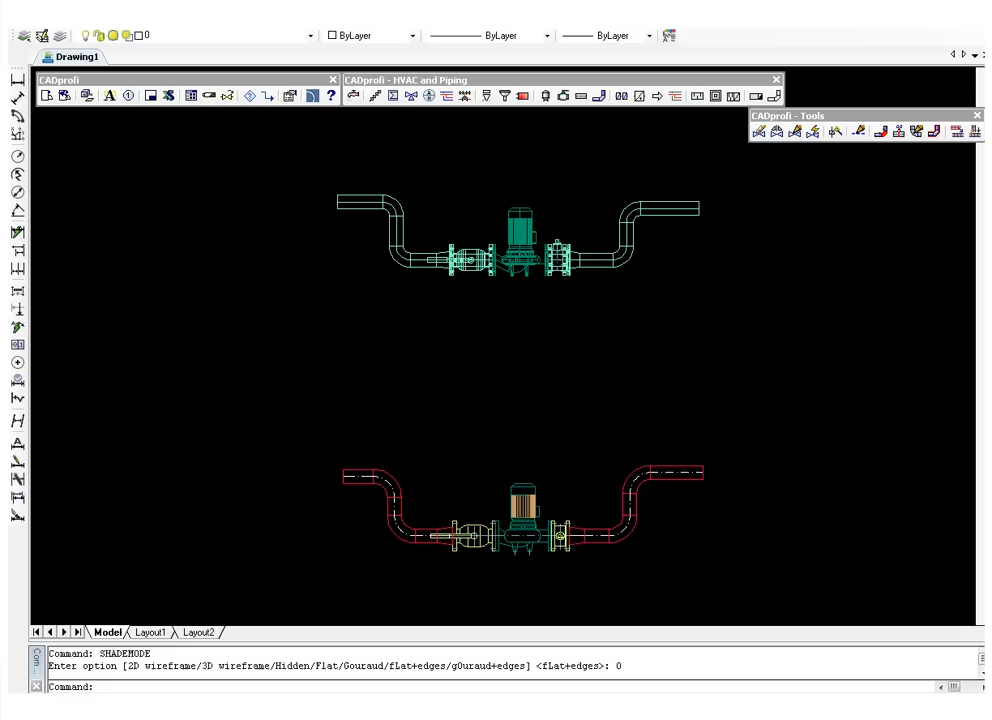 0
ByLayer
ByLayer
ByLayer
Drawing1
CADprofi
CADprofi - HVAC and Piping
CADprofi - Tools
Model
Layout1
Layout2
Com...
Command: SHADEMODE
Enter option [2D wireframe/3D wireframe/Hidden/Flat/Gouraud/fLat+edges/gOuraud+edges] <fLat+edges>: O
Command: